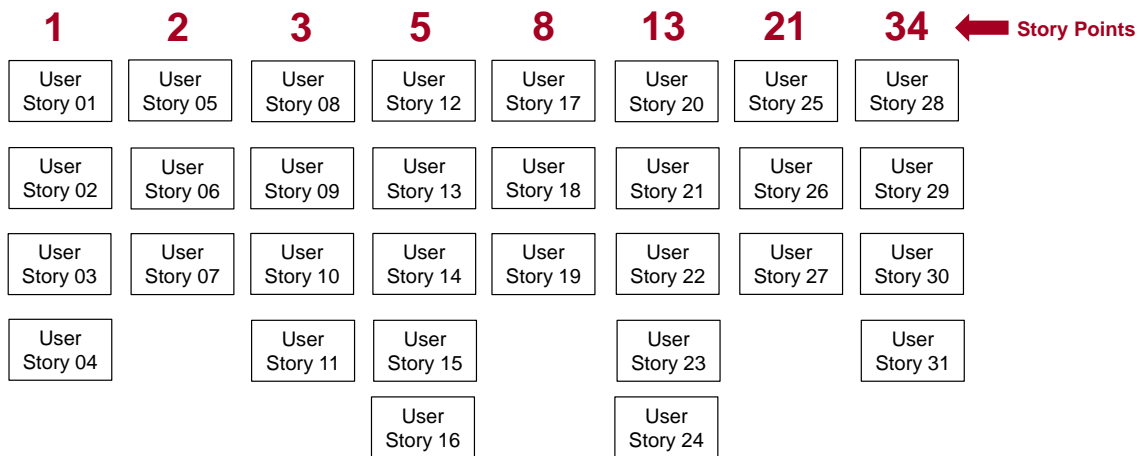 1 2 3 5 8 13 21 34 Story Points
User User User User User User User User
Story 01 Story 05 Story 08 Story 12 Story 17 Story 20 Story 25 Story 28
User User User User User User User User
Story 02 Story 06 Story 09 Story 13 Story 18 Story 21 Story 26 Story 29
User User User User User User User User
Story 03 Story 07 Story 10 Story 14 Story 19 Story 22 Story 27 Story 30
User User User User User
Story 04 Story 11 Story 15 Story 23 Story 31
User User
Story 16 Story 24